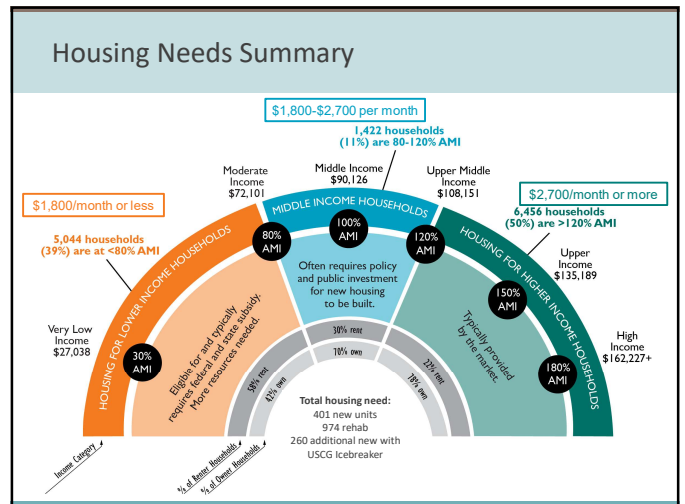 Housing Needs Summary
$1,800-$2,700 per month
1,422 households
(11%) are 80-120% AMI
Moderate
Income
$72,101
Middle Income
$90,126
Upper Middle
Income
$108,151
$1,800/month or less
5,044 households
(39%) are at <80% AMI
$2,700/month or more
6,456 households
(50%) are >120% AMI
Upper
Income
$135,189
Very Low
Income
$27,038
High
Income
$162,227+
HOUSING FOR LOWER INCOME HOUSEHOLDS
MIDDLE INCOME HOUSEHOLDS
HOUSING FOR HIGHER INCOME HOUSEHOLDS
30%
AMI
80%
AMI
100%
AMI
120%
AMI
150%
AMI
180%
AMI
Eligible for and typically
requires federal and state subsidy.
More resources needed.
Often requires policy
and public investment
for new housing
to be built.
Typically provided
by the market.
58% rent
30% rent
22% rent
42% own
70% own
78% own
Total housing need:
401 new units
974 rehab
260 additional new with
USCG Icebreaker
Income Category
% of Renter Households
% of Owner Households